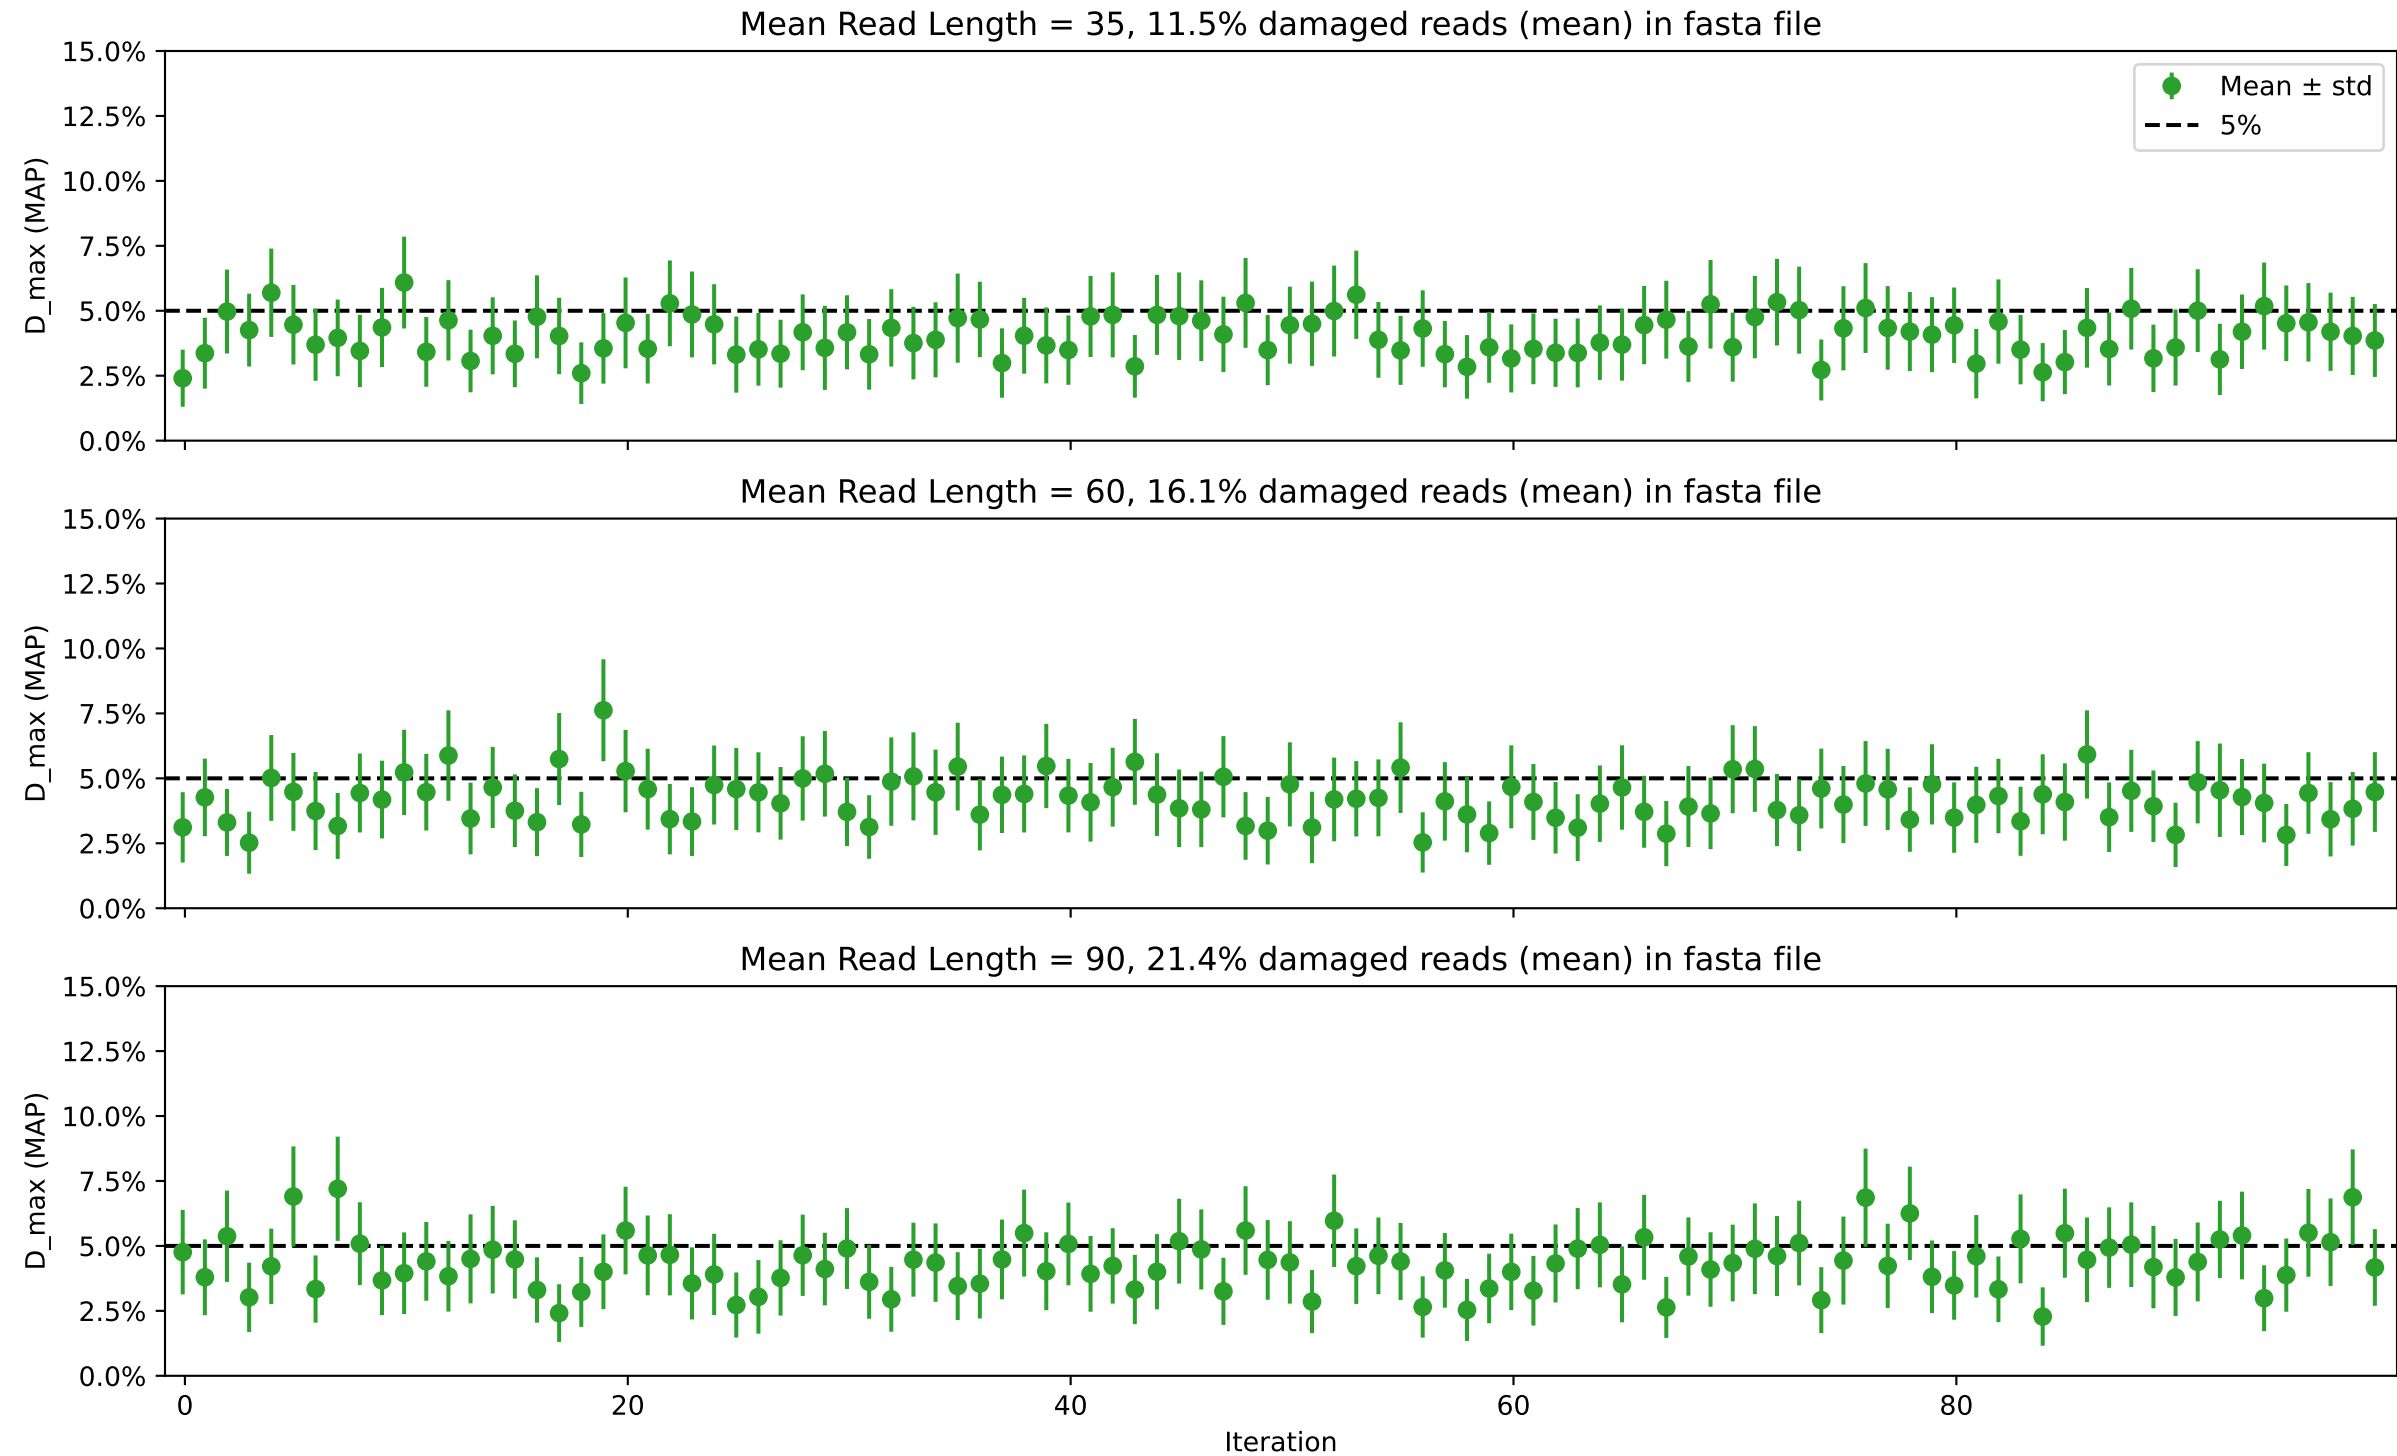 Mean Read Length = 35, 11.5% damaged reads (mean) in fasta file
15.0%
12.5%
10.0%
7.5%
5.0%
2.5%
0.0%
D_max (MAP)
Mean ± std
5%
Mean Read Length = 60, 16.1% damaged reads (mean) in fasta file
15.0%
12.5%
10.0%
7.5%
5.0%
2.5%
0.0%
D_max (MAP)
Mean Read Length = 90, 21.4% damaged reads (mean) in fasta file
15.0%
12.5%
10.0%
7.5%
5.0%
2.5%
0.0%
D_max (MAP)
0 20 40 60 80
Iteration